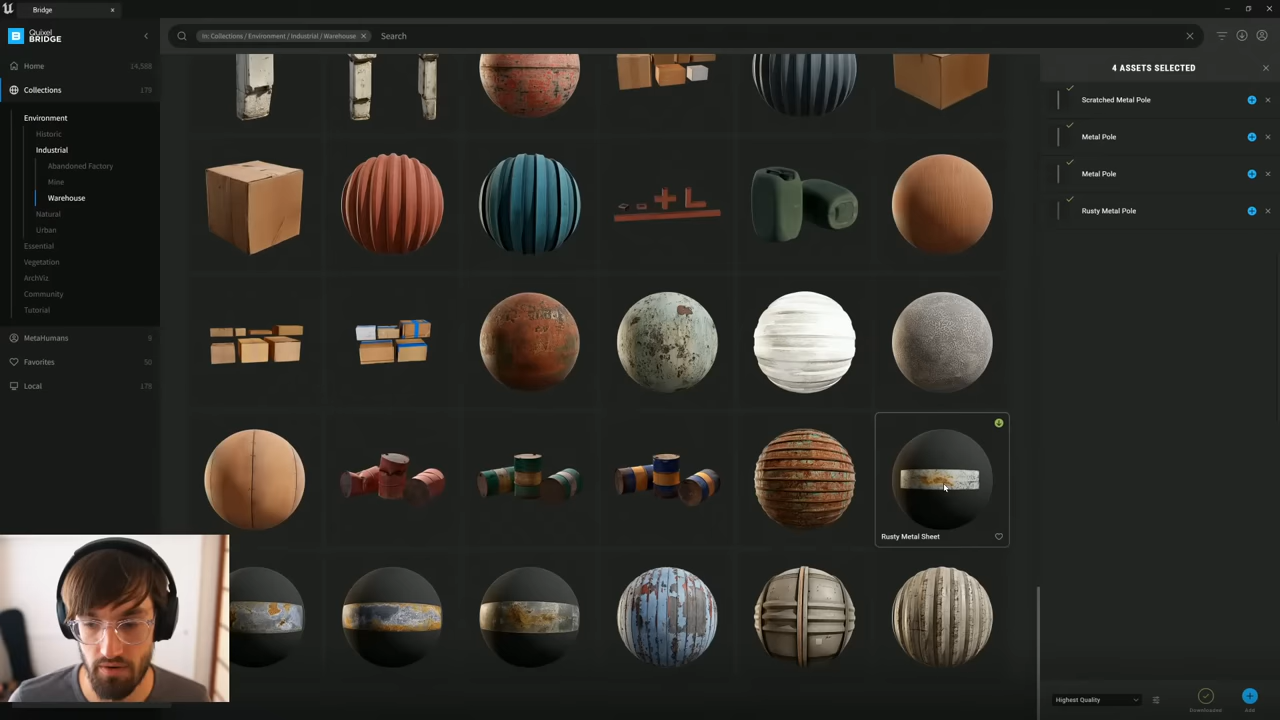 Bridge
Quixel
BRIDGE
In: Collections / Environment / Industrial / Warehouse
Search
Home 14,588
Collections 179
Environment
Historic
Industrial
Abandoned Factory
Mine
Warehouse
Natural
Urban
Essential
Vegetation
ArchViz
Community
Tutorial
MetaHumans 9
Favorites 50
Local 178
Rusty Metal Sheet
4 ASSETS SELECTED
Scratched Metal Pole
Metal Pole
Metal Pole
Rusty Metal Pole
Highest Quality
Downloaded
Add